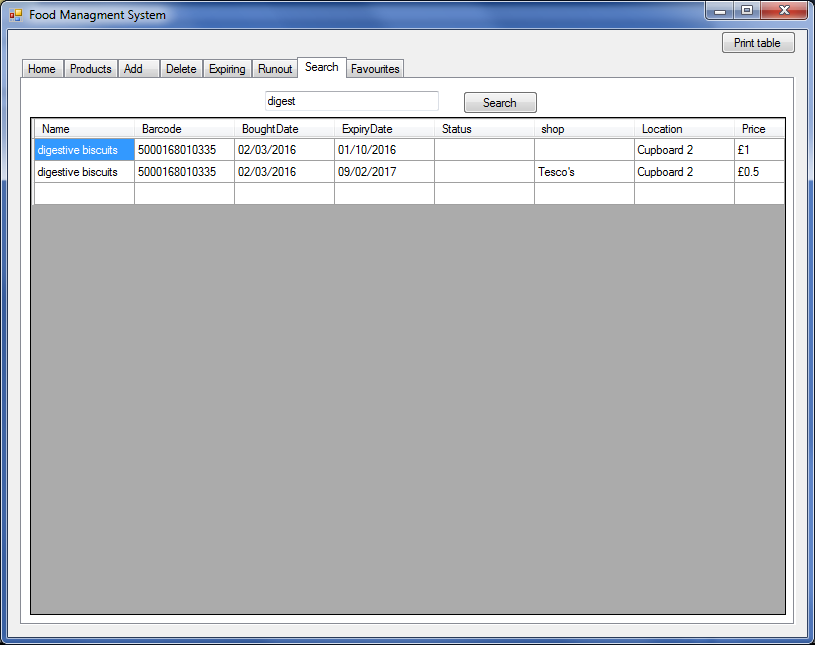 Food Managment System
Print table
Home Products Add Delete Expiring Runout Search Favourites
digest Search
Name Barcode BoughtDate ExpiryDate Status shop Location Price
digestive biscuits 5000168010335 02/03/2016 01/10/2016 Cupboard 2 £1
digestive biscuits 5000168010335 02/03/2016 09/02/2017 Tesco's Cupboard 2 £0.5